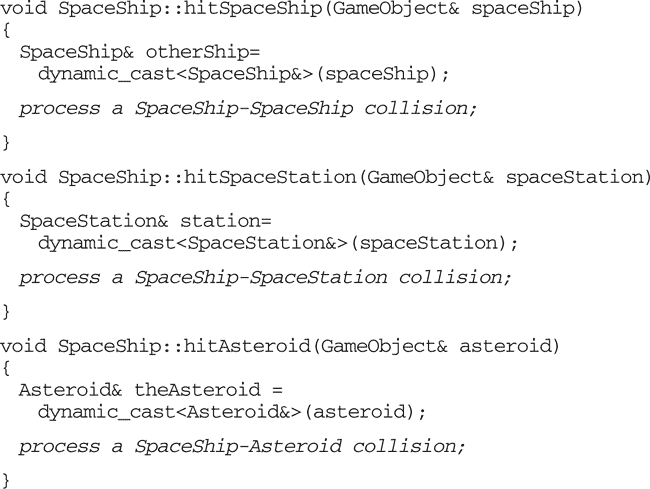 void SpaceShip::hitSpaceShip(GameObject& spaceShip)
{
  SpaceShip& otherShip=
    dynamic_cast<SpaceShip&>(spaceShip);
  process a SpaceShip-SpaceShip collision;
}
void SpaceShip::hitSpaceStation(GameObject& spaceStation)
{
  SpaceStation& station=
    dynamic_cast<SpaceStation&>(spaceStation);
  process a SpaceShip-SpaceStation collision;
}
void SpaceShip::hitAsteroid(GameObject& asteroid)
{
  Asteroid& theAsteroid =
    dynamic_cast<Asteroid&>(asteroid);
  process a SpaceShip-Asteroid collision;
}